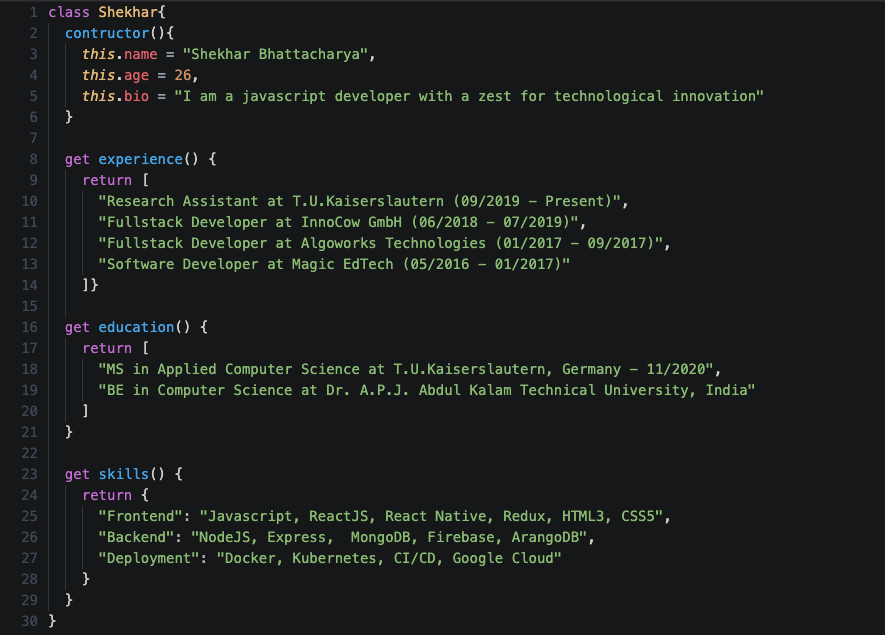 1 class Shekhar{
2 contructor(){
3 this.name = "Shekhar Bhattacharya",
4 this.age = 26,
5 this.bio = "I am a javascript developer with a zest for technological innovation"
6 }
7
8 get experience() {
9 return [
10 "Research Assistant at T.U.Kaiserslautern (09/2019 – Present)",
11 "Fullstack Developer at InnoCow GmbH (06/2018 – 07/2019)",
12 "Fullstack Developer at Algoworks Technologies (01/2017 – 09/2017)",
13 "Software Developer at Magic EdTech (05/2016 – 01/2017)"
14 ]}
15
16 get education() {
17 return [
18 "MS in Applied Computer Science at T.U.Kaiserslautern, Germany – 11/2020",
19 "BE in Computer Science at Dr. A.P.J. Abdul Kalam Technical University, India"
20 ]
21 }
22
23 get skills() {
24 return {
25 "Frontend": "Javascript, ReactJS, React Native, Redux, HTML3, CSS5",
26 "Backend": "NodeJS, Express,  MongoDB, Firebase, ArangoDB",
27 "Deployment": "Docker, Kubernetes, CI/CD, Google Cloud"
28 }
29 }
30 }